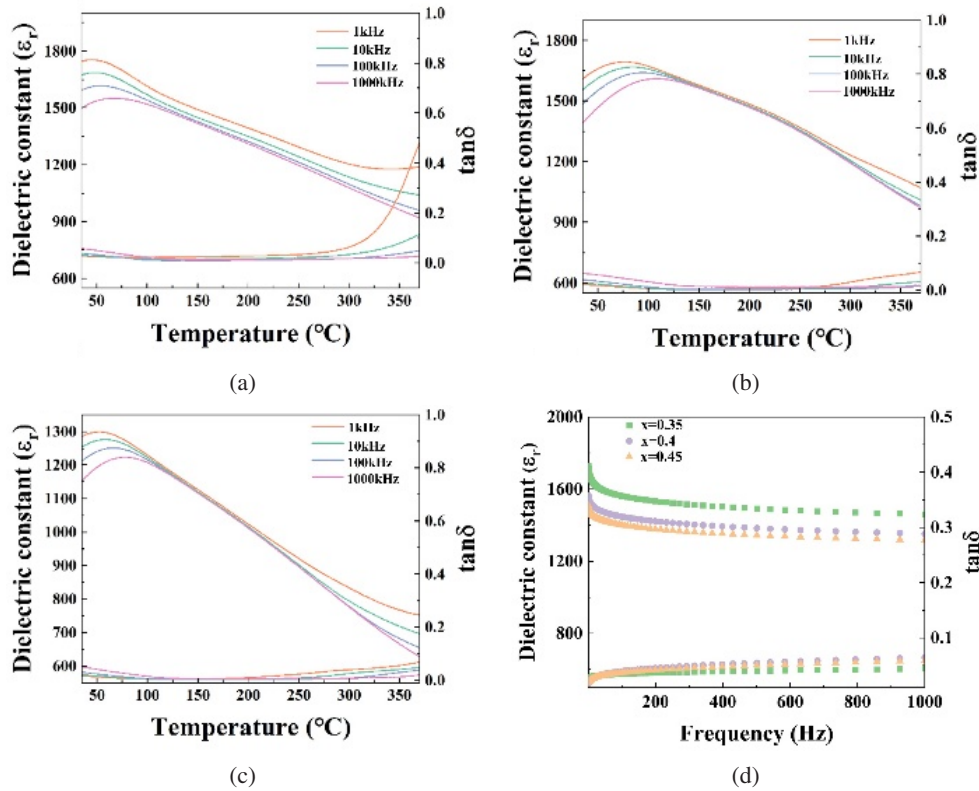 1kHz
10kHz
100kHz
1000kHz
1800
1500
1200
900
600
1.0
0.8
0.6
0.4
0.2
0.0
Dielectric constant (εr)
tanδ
50 100 150 200 250 300 350
Temperature (°C)
(a)
1kHz
10kHz
100kHz
1000kHz
1800
1500
1200
900
600
1.0
0.8
0.6
0.4
0.2
0.0
Dielectric constant (εr)
tanδ
50 100 150 200 250 300 350
Temperature (°C)
(b)
1kHz
10kHz
100kHz
1000kHz
1300
1200
1100
1000
900
800
700
600
1.0
0.8
0.6
0.4
0.2
0.0
Dielectric constant (εr)
tanδ
50 100 150 200 250 300 350
Temperature (°C)
(c)
x=0.35
x=0.4
x=0.45
2000
1600
1200
800
0.5
0.4
0.3
0.2
0.1
Dielectric constant (εr)
tanδ
200 400 600 800 1000
Frequency (Hz)
(d)